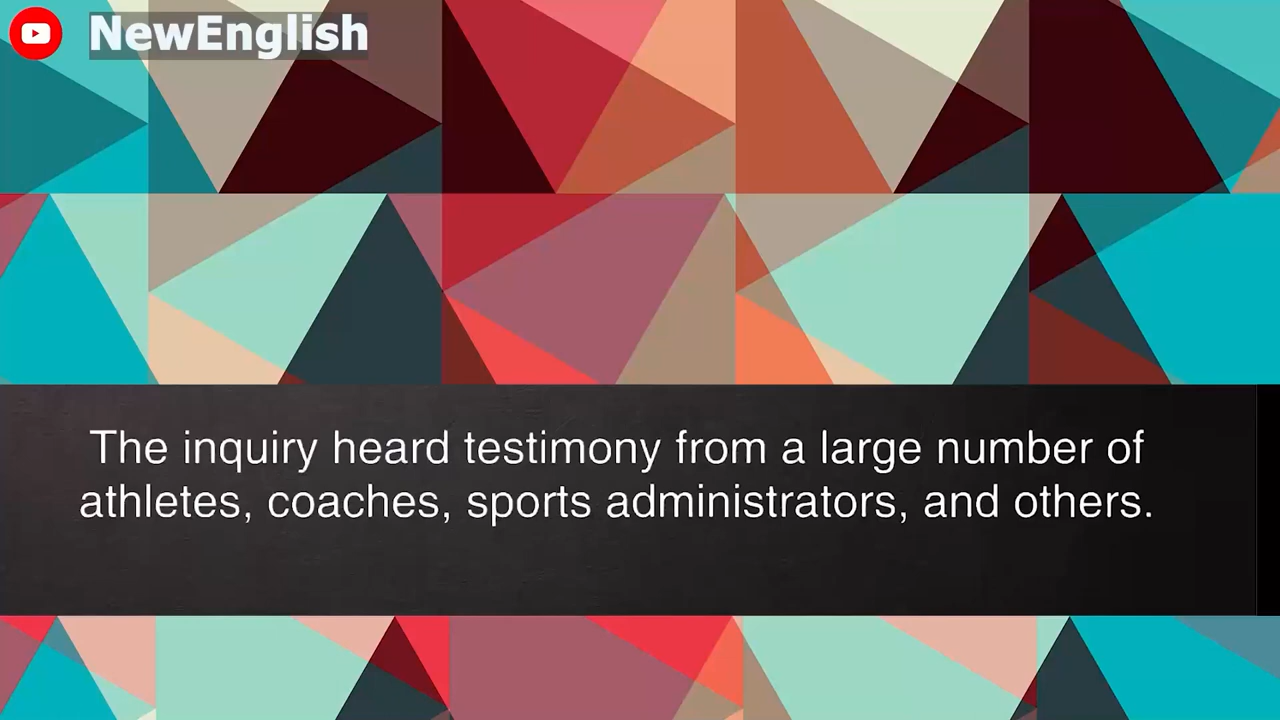 NewEnglish
The inquiry heard testimony from a large number of
athletes, coaches, sports administrators, and others.